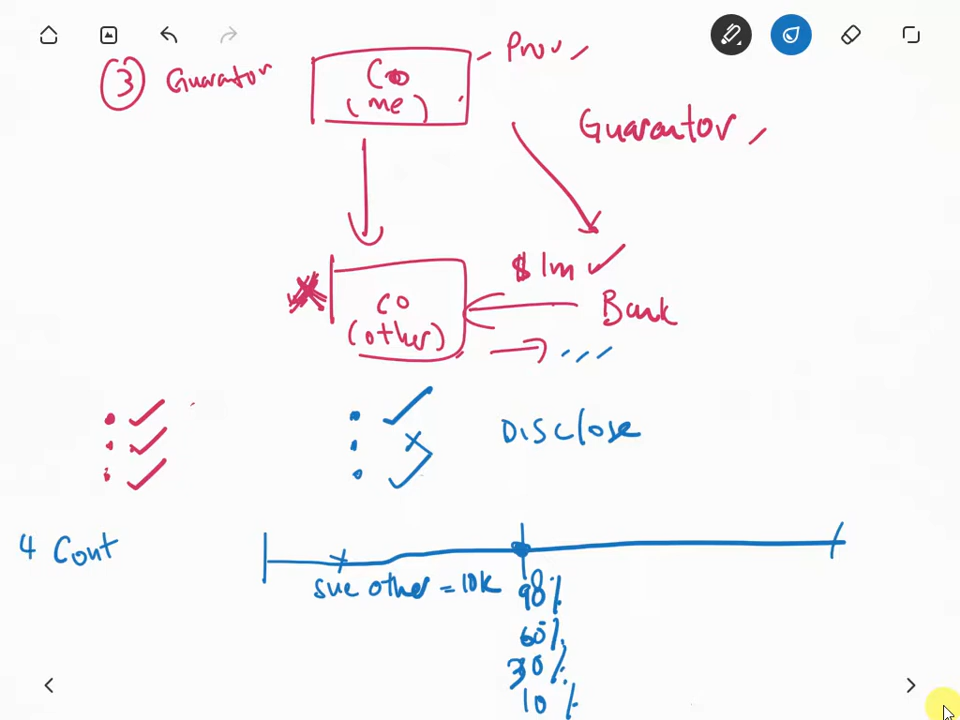 ③ Guarator
Co
(me)
Prov
Guarantor
$1m ✓
CO
(other)
Bank
DISClose
4 Cont
sue other = 10k
98%
60%
30%
10%